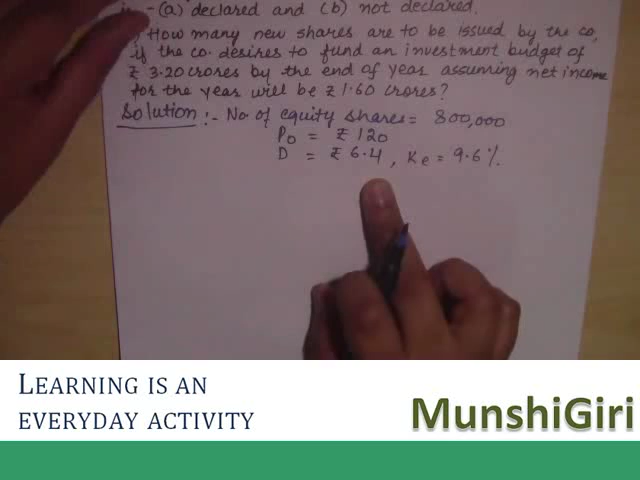 is - (a) declared and (b) not declared.
How many new shares are to be issued by the co,
if the co. desires to fund an investment budget of
₹ 3.20 crores by the end of year assuming net income
for the year will be ₹ 1.60 crores?
Solution :- No. of equity shares = 800,000
P0 = ₹ 120
D = ₹ 6.4 , Ke = 9.6%
LEARNING IS AN
EVERYDAY ACTIVITY
MunshiGiri